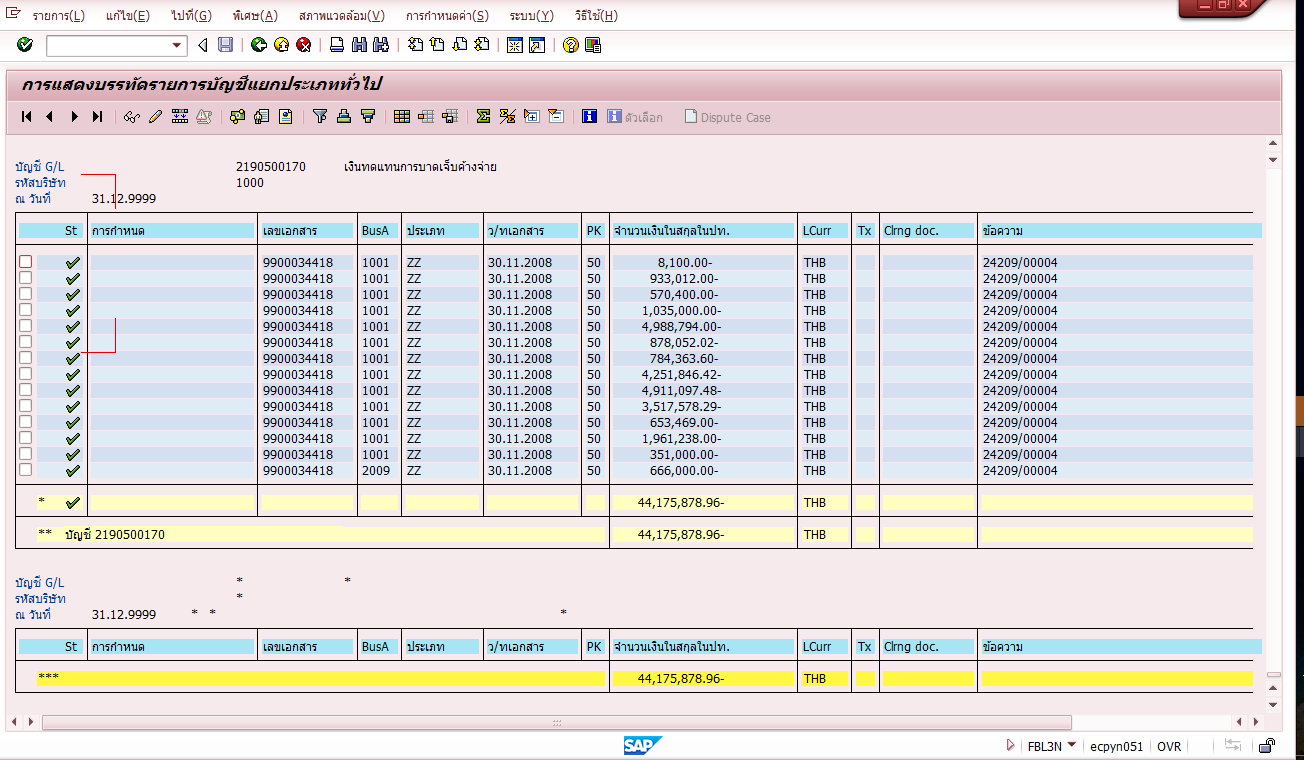 รายการ(L) แก้ไข(E) ไปที่(G) พิเศษ(A) สภาพแวดล้อม(V) การกำหนดค่า(S) ระบบ(Y) วิธีใช้(H)
การแสดงบรรทัดรายการบัญชีแยกประเภททั่วไป
ตัวเลือก Dispute Case
บัญชี G/L 2190500170 เงินทดแทนการบาดเจ็บค้างจ่าย
รหัสบริษัท 1000
ณ วันที่ 31.12.9999
St การกำหนด เลขเอกสาร BusA ประเภท ว/ทเอกสาร PK จำนวนเงินในสกุลในปท. LCurr Tx Clrng doc. ข้อความ
9900034418 1001 ZZ 30.11.2008 50 8,100.00- THB 24209/00004
9900034418 1001 ZZ 30.11.2008 50 933,012.00- THB 24209/00004
9900034418 1001 ZZ 30.11.2008 50 570,400.00- THB 24209/00004
9900034418 1001 ZZ 30.11.2008 50 1,035,000.00- THB 24209/00004
9900034418 1001 ZZ 30.11.2008 50 4,988,794.00- THB 24209/00004
9900034418 1001 ZZ 30.11.2008 50 878,052.02- THB 24209/00004
9900034418 1001 ZZ 30.11.2008 50 784,363.60- THB 24209/00004
9900034418 1001 ZZ 30.11.2008 50 4,251,846.42- THB 24209/00004
9900034418 1001 ZZ 30.11.2008 50 4,911,097.48- THB 24209/00004
9900034418 1001 ZZ 30.11.2008 50 3,517,578.29- THB 24209/00004
9900034418 1001 ZZ 30.11.2008 50 653,469.00- THB 24209/00004
9900034418 1001 ZZ 30.11.2008 50 1,961,238.00- THB 24209/00004
9900034418 1001 ZZ 30.11.2008 50 351,000.00- THB 24209/00004
9900034418 2009 ZZ 30.11.2008 50 666,000.00- THB 24209/00004
* 44,175,878.96- THB
** บัญชี 2190500170 44,175,878.96- THB
บัญชี G/L * *
รหัสบริษัท *
ณ วันที่ 31.12.9999 * * *
St การกำหนด เลขเอกสาร BusA ประเภท ว/ทเอกสาร PK จำนวนเงินในสกุลในปท. LCurr Tx Clrng doc. ข้อความ
*** 44,175,878.96- THB
SAP FBL3N ecpyn051 OVR